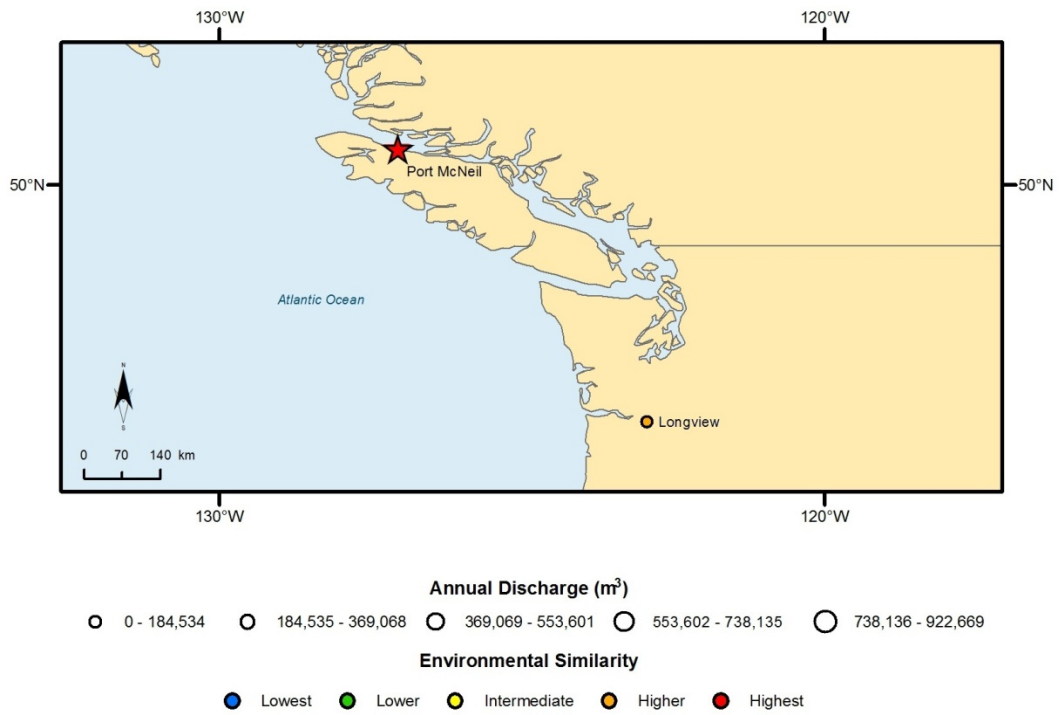 130°W 120°W
50°N 50°N
Port McNeil
Atlantic Ocean
N
S
Longview
0 70 140 km
130°W 120°W
Annual Discharge (m³)
0 - 184,534 184,535 - 369,068 369,069 - 553,601 553,602 - 738,135 738,136 - 922,669
Environmental Similarity
Lowest Lower Intermediate Higher Highest